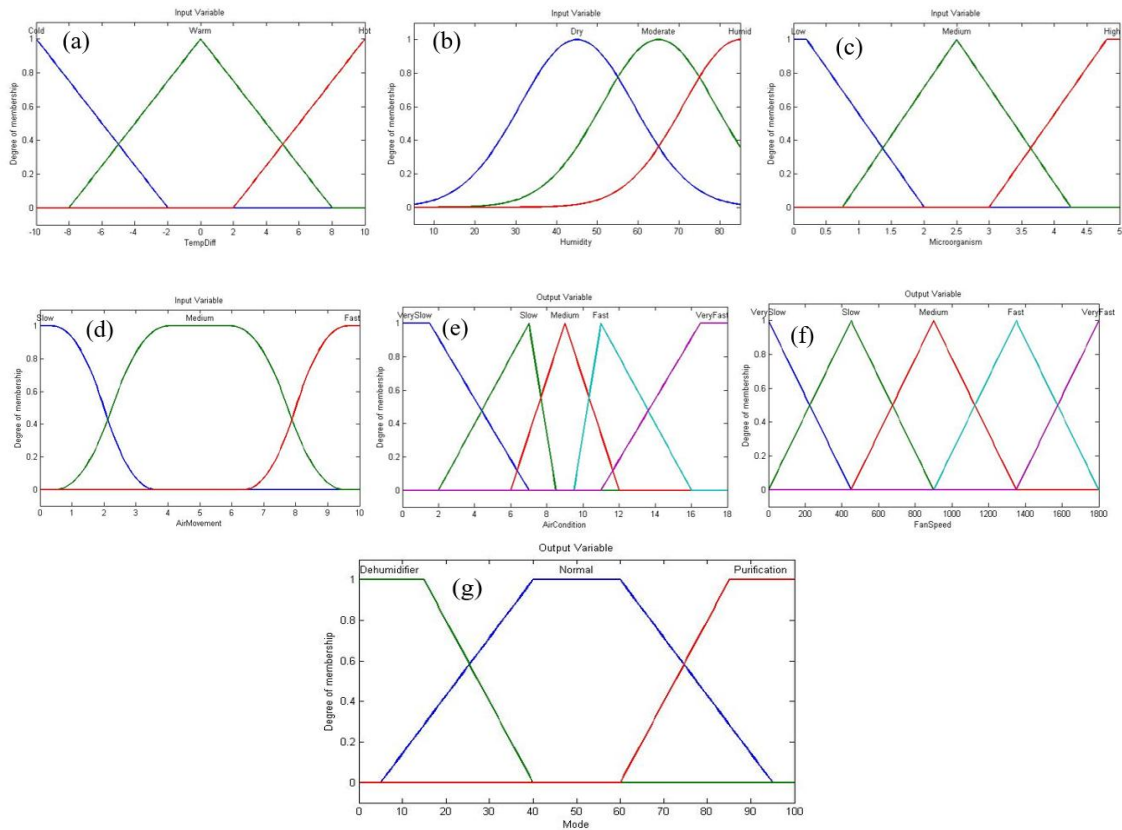 Input Variable
(a)
Cold Warm Hot
Degree of membership
1
0.8
0.6
0.4
0.2
0
-10 -8 -6 -4 -2 0 2 4 6 8 10
TempDiff
Input Variable
(b)
Dry Moderate Humid
Degree of membership
1
0.8
0.6
0.4
0.2
0
10 20 30 40 50 60 70 80
Humidity
Input Variable
(c)
Low Medium High
Degree of membership
1
0.8
0.6
0.4
0.2
0
0 0.5 1 1.5 2 2.5 3 3.5 4 4.5 5
Microorganism
Input Variable
(d)
Slow Medium Fast
Degree of membership
1
0.8
0.6
0.4
0.2
0
0 1 2 3 4 5 6 7 8 9 10
AirMovement
Output Variable
(e)
VerySlow Slow Medium Fast VeryFast
Degree of membership
1
0.8
0.6
0.4
0.2
0
0 2 4 6 8 10 12 14 16 18
AirCondition
Output Variable
(f)
VerySlow Slow Medium Fast VeryFast
Degree of membership
1
0.8
0.6
0.4
0.2
0
0 200 400 600 800 1000 1200 1400 1600 1800
FanSpeed
Output Variable
(g)
Dehumidifier Normal Purification
Degree of membership
1
0.8
0.6
0.4
0.2
0
0 10 20 30 40 50 60 70 80 90 100
Mode